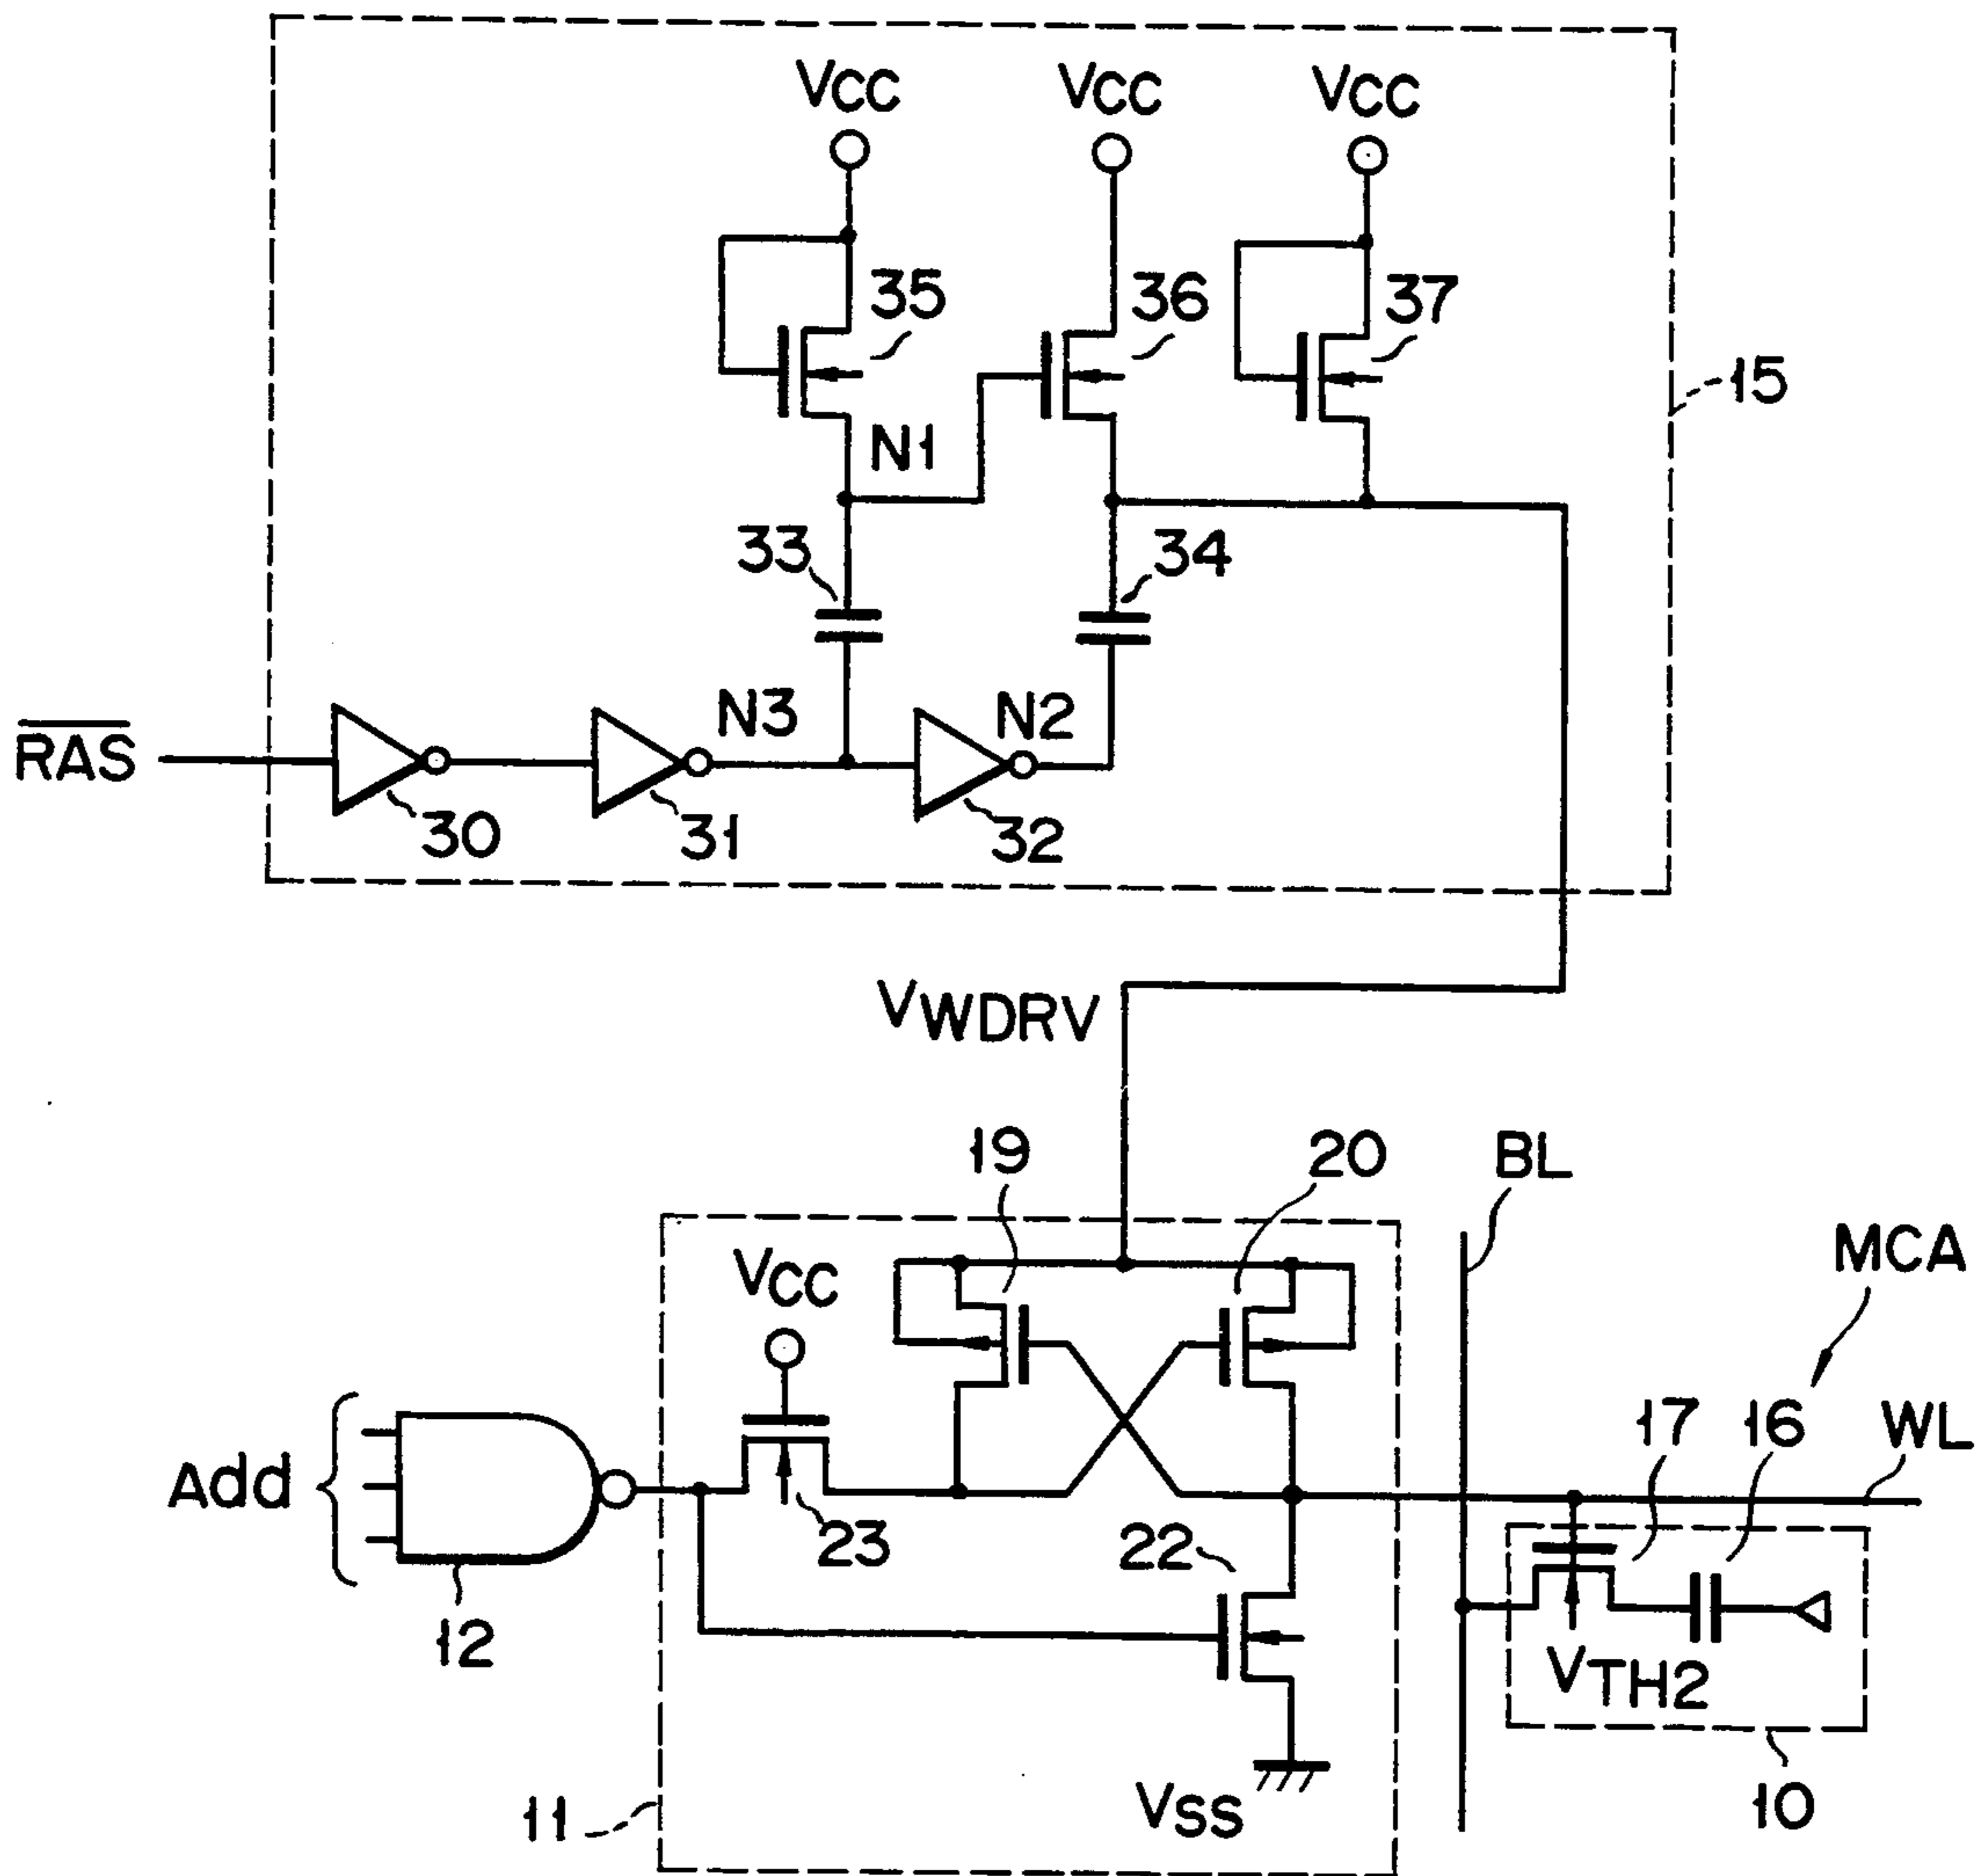 VCC VCC VCC
35 36 37
15
N1
33 34
N3 N2
R̅A̅S̅
30 31 32
VWDRV
19 20 BL
MCA
VCC
17 16 WL
Add
23 22
12
VTH2
11 VSS 10